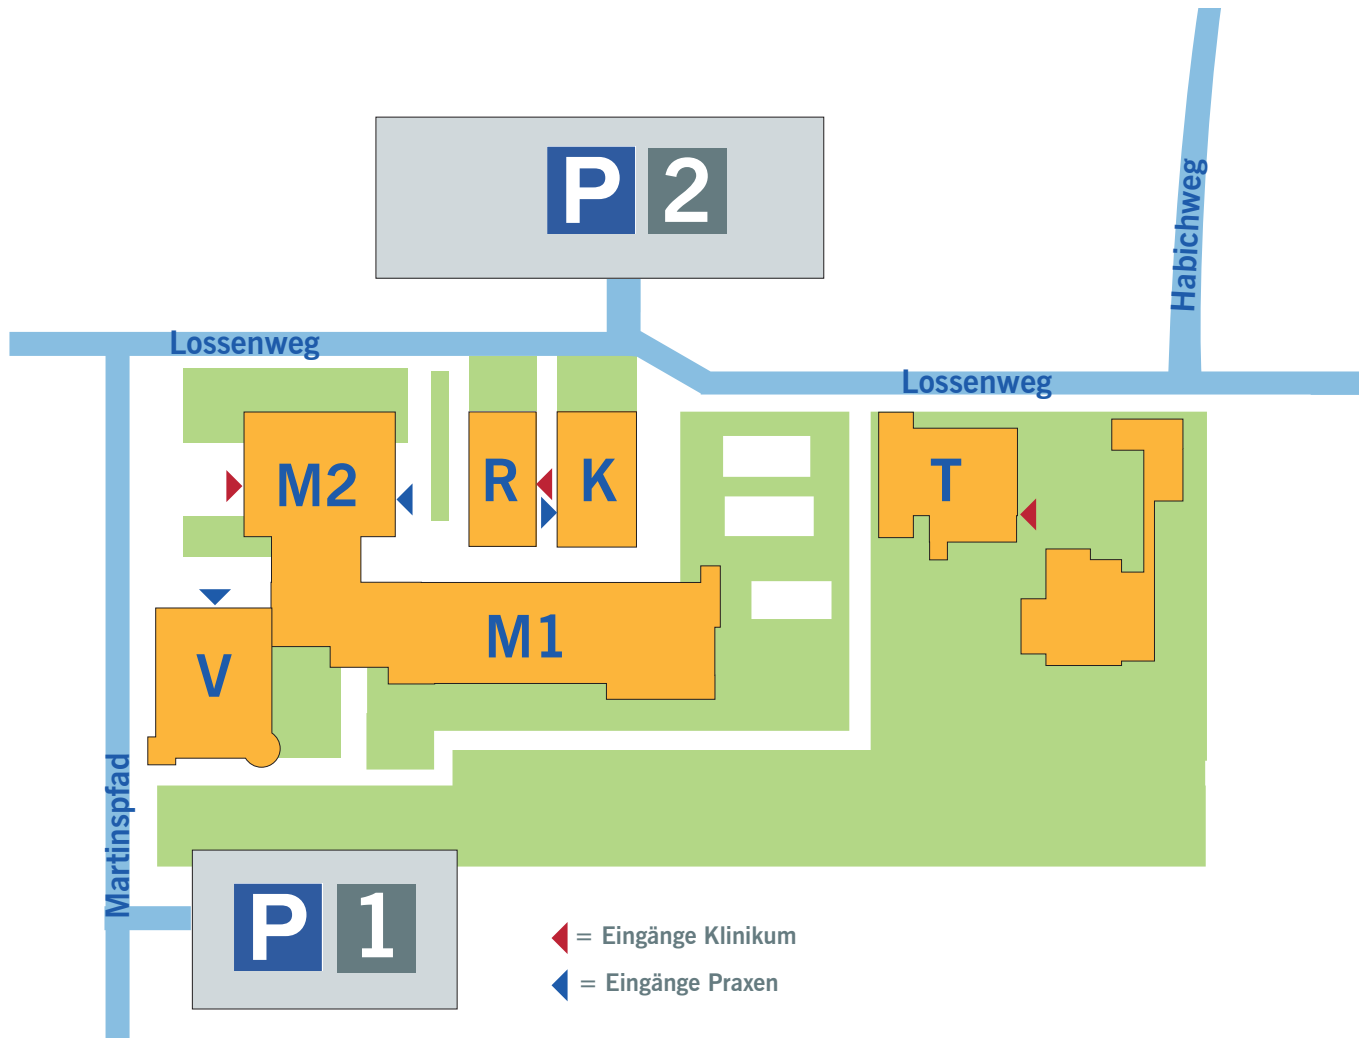 P 2
Habichweg
Lossenweg
Lossenweg
M2
R
K
T
M1
V
Martinspfad
P 1
= Eingänge Klinikum
= Eingänge Praxen